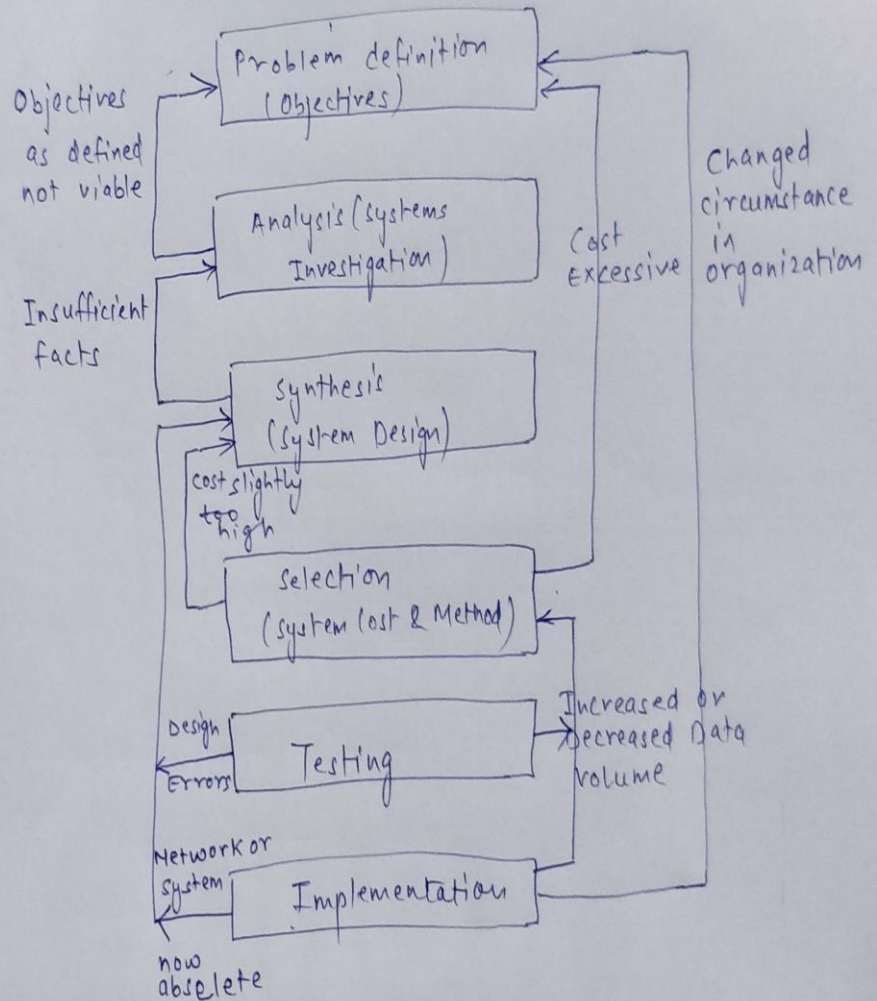 Problem definition
(Objectives)
Objectives
as defined
not viable
Changed
circumstance
in
organization
Analysis (systems
Investigation)
Cost
Excessive
Insufficient
facts
Synthesis
(system Design)
Cost slightly
too
high
Selection
(system Cost & Method)
Increased or
Decreased Data
Volume
Design
Errors
Testing
Network or
system
now
abselete
Implementation